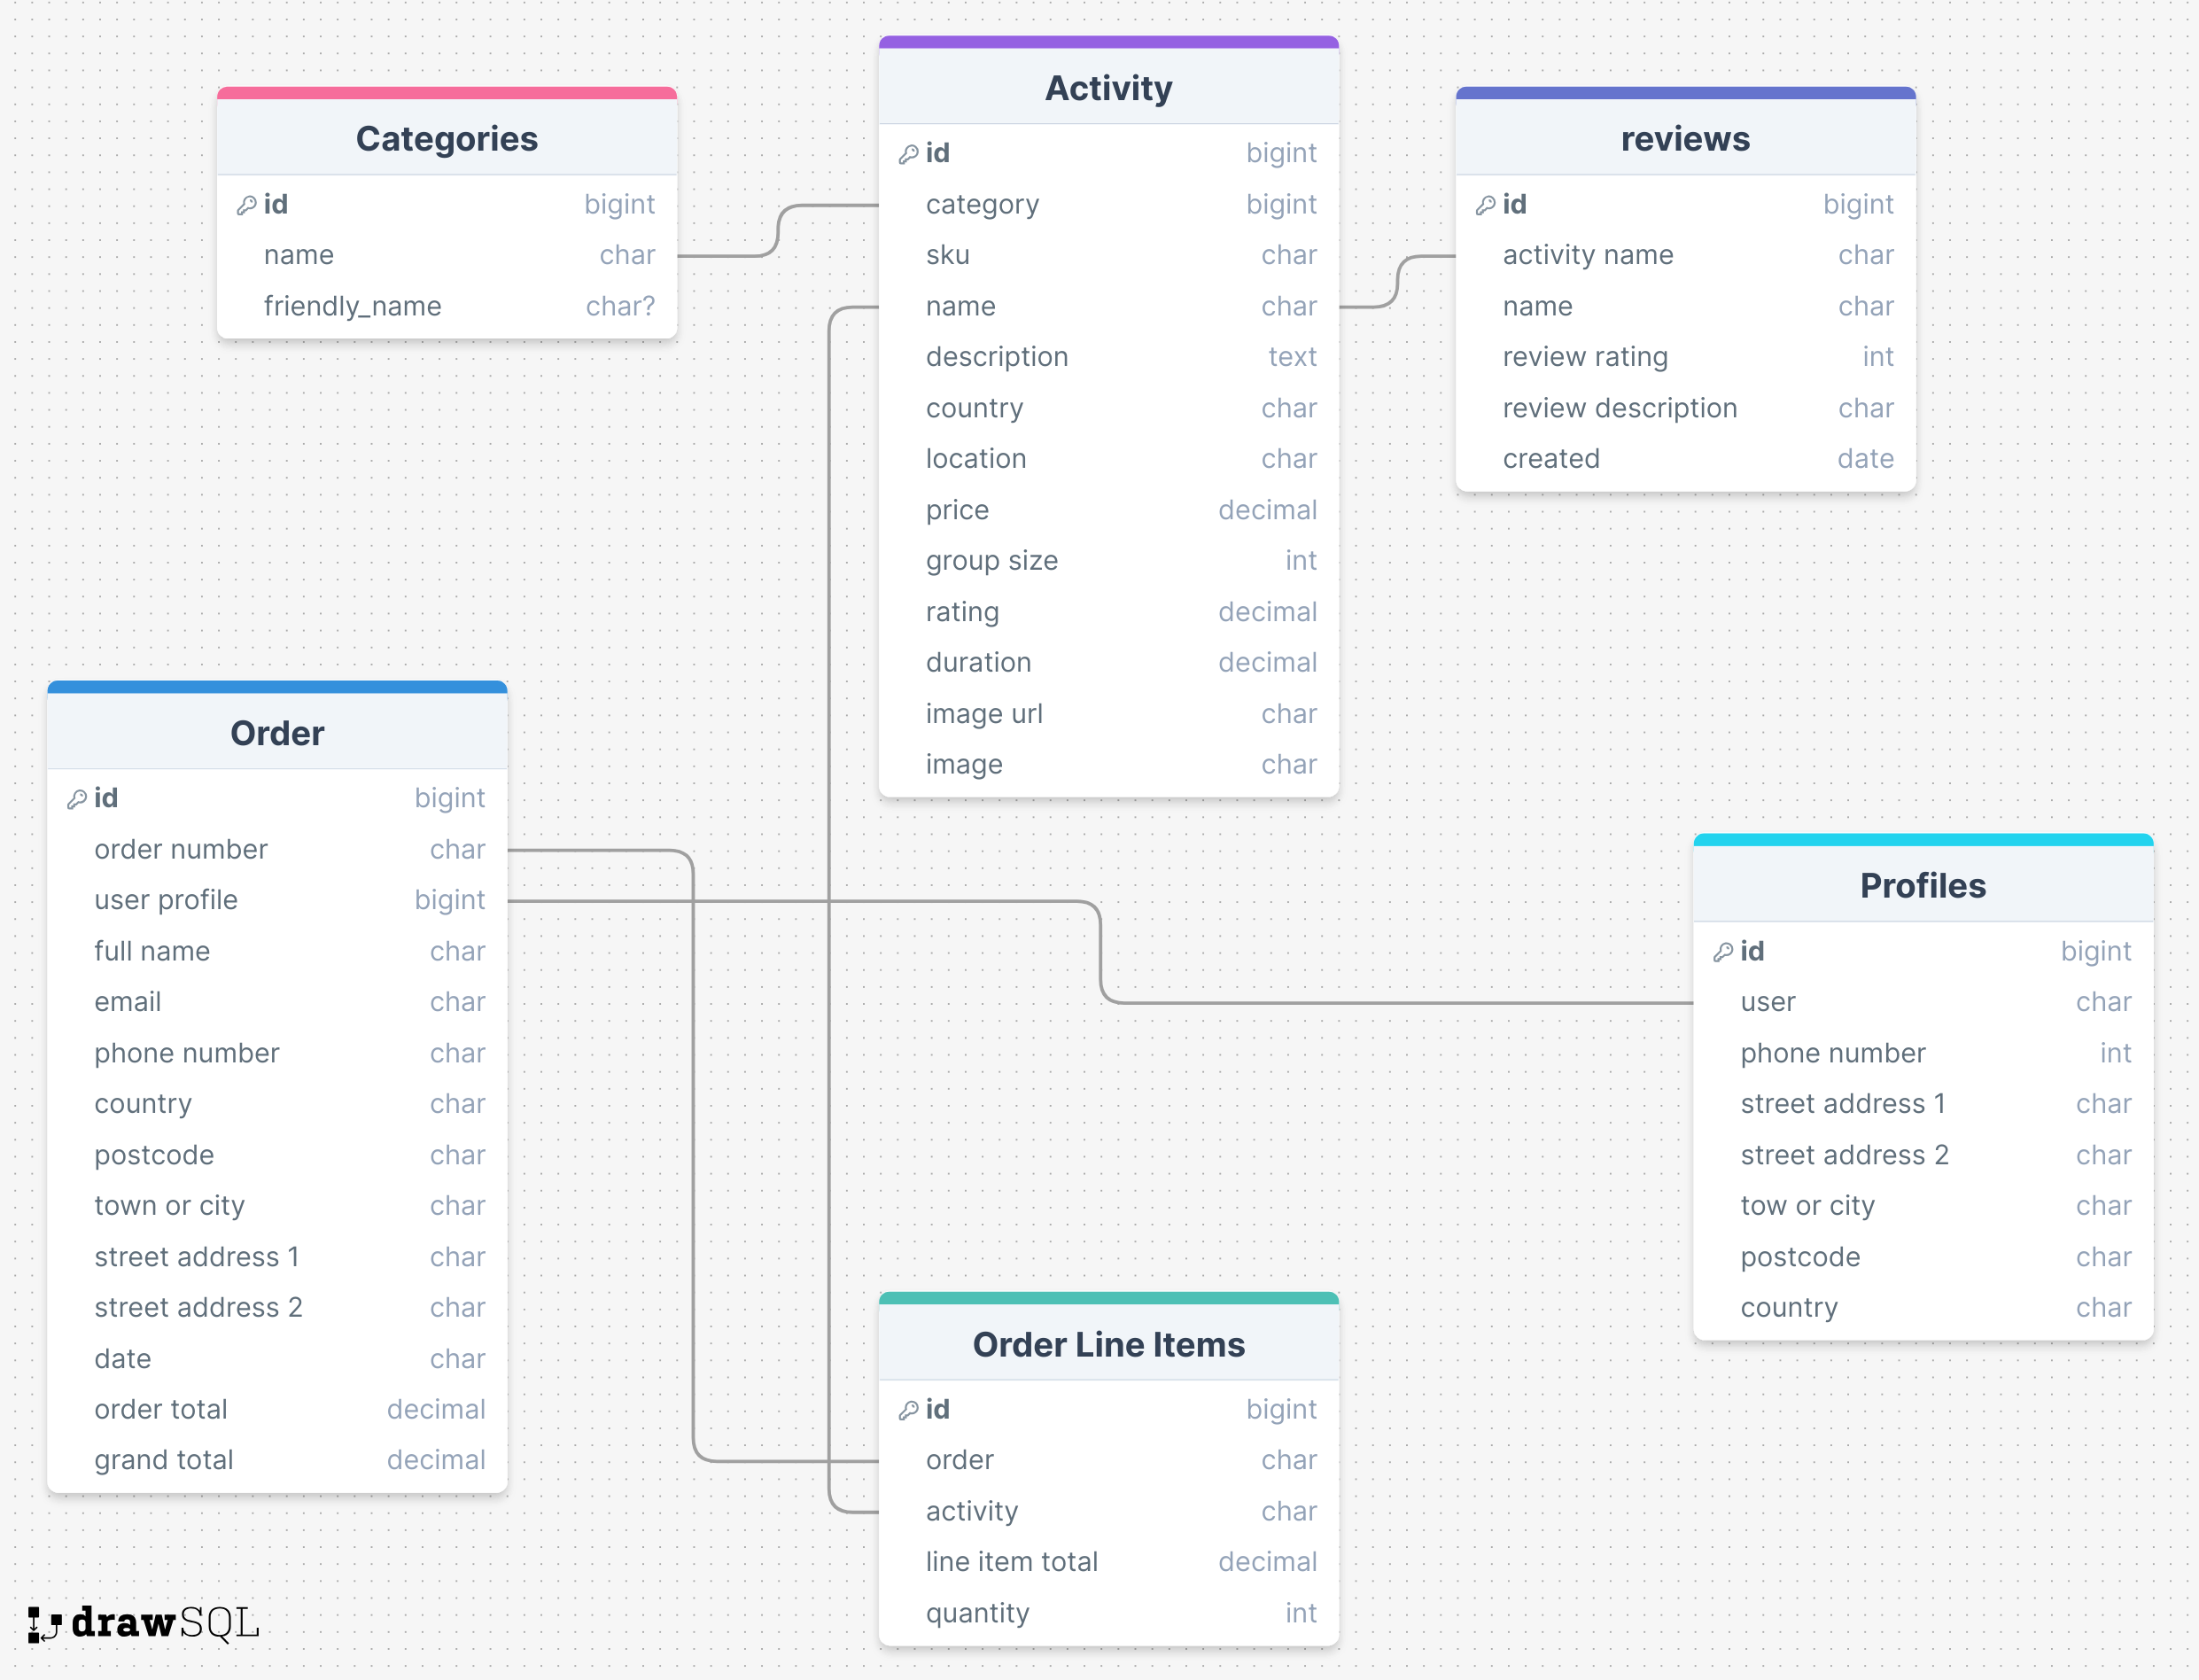 Categories
id bigint
name char
friendly_name char?
Activity
id bigint
category bigint
sku char
name char
description text
country char
location char
price decimal
group size int
rating decimal
duration decimal
image url char
image char
reviews
id bigint
activity name char
name char
review rating int
review description char
created date
Order
id bigint
order number char
user profile bigint
full name char
email char
phone number char
country char
postcode char
town or city char
street address 1 char
street address 2 char
date char
order total decimal
grand total decimal
Profiles
id bigint
user char
phone number int
street address 1 char
street address 2 char
tow or city char
postcode char
country char
Order Line Items
id bigint
order char
activity char
line item total decimal
quantity int
drawSQL